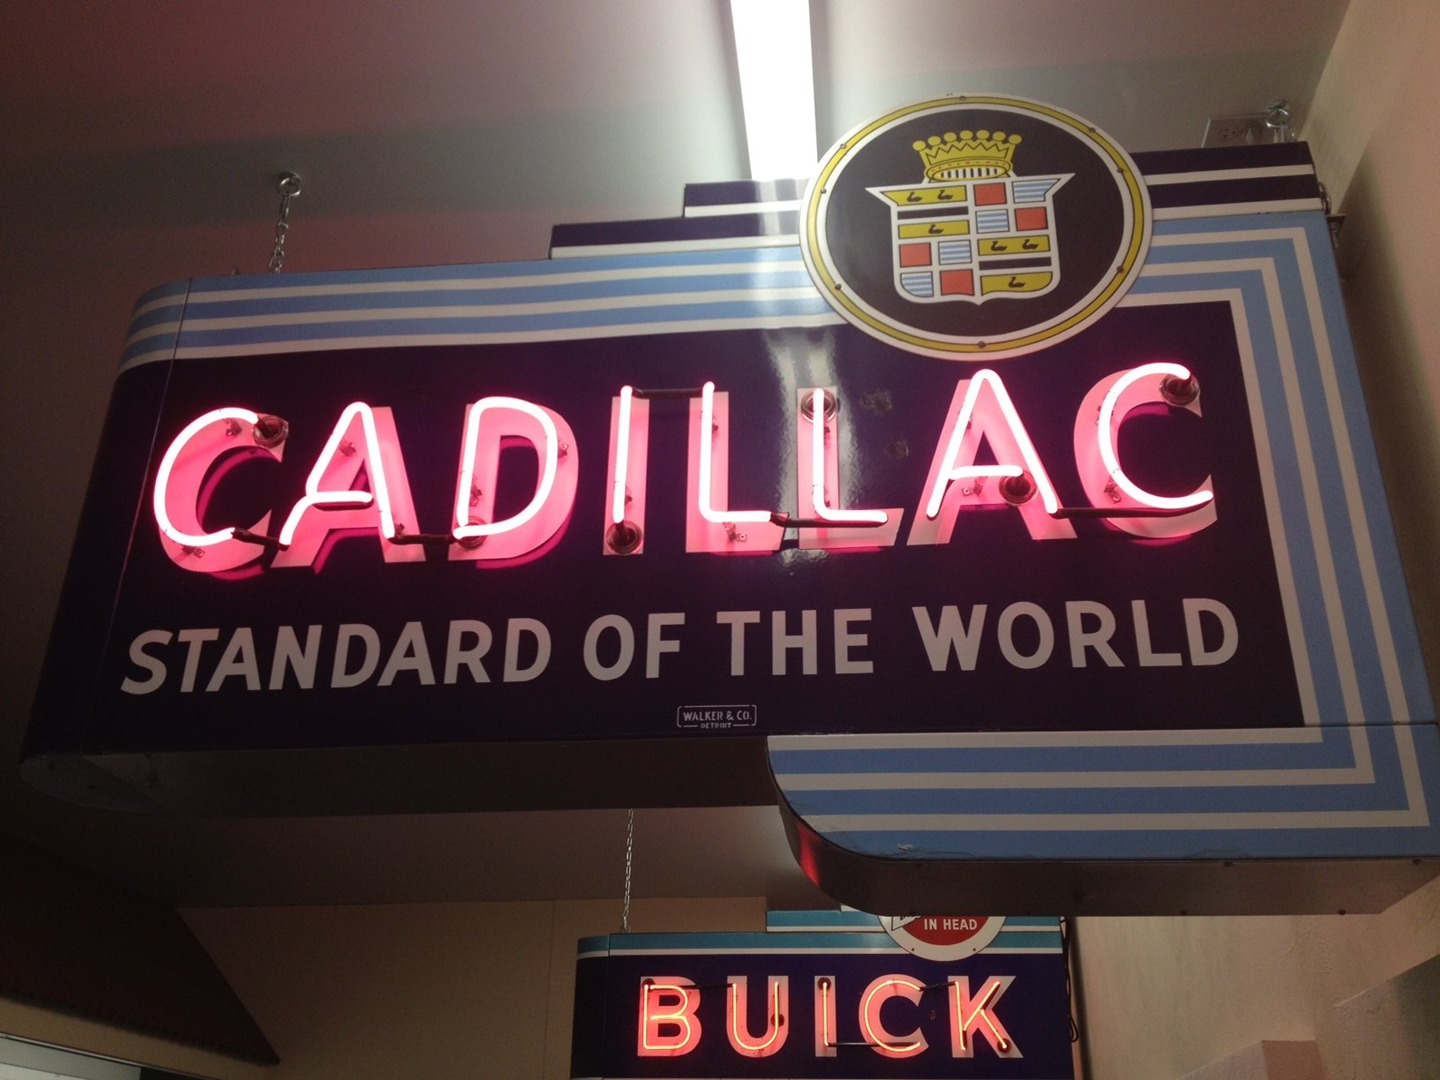 CADILLAC
STANDARD OF THE WORLD
WALKER & CO.
DETROIT
IN HEAD
BUICK